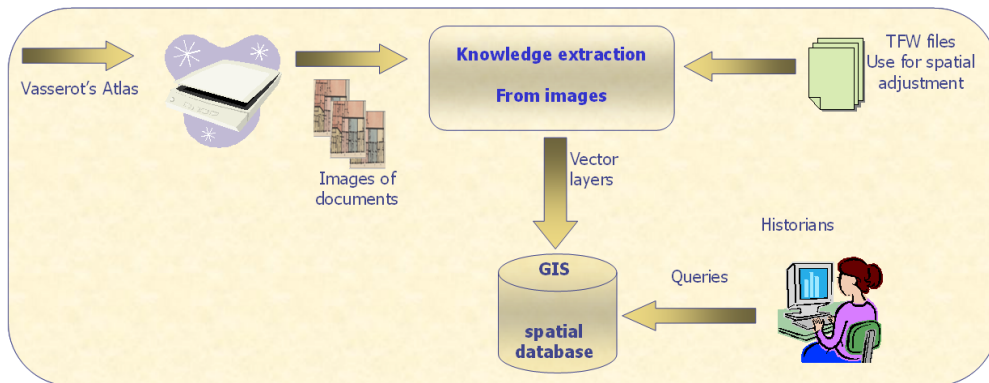 Vasserot's Atlas
Images of
documents
Knowledge extraction
From images
TFW files
Use for spatial
adjustment
Vector
layers
GIS
spatial
database
Queries
Historians